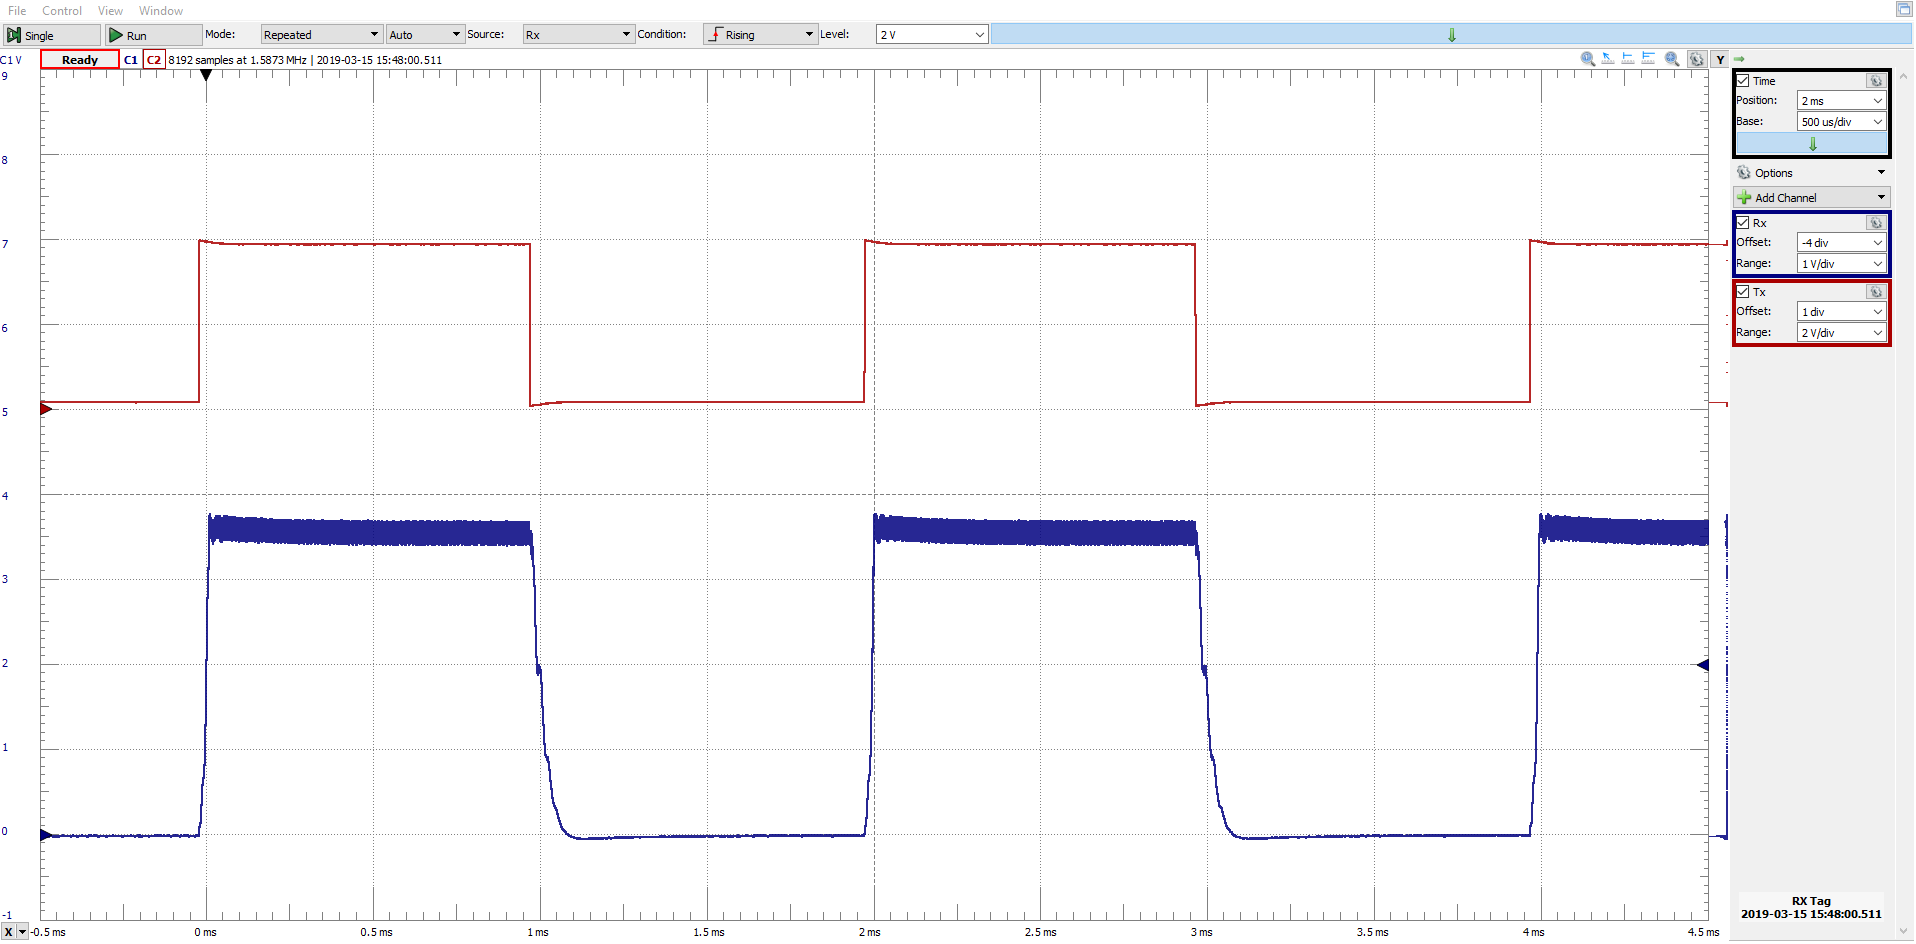 File Control View Window
Single Run Mode: Repeated Auto Source: Rx Condition: Rising Level: 2 V
C1 V Ready C1 C2 8192 samples at 1.5873 MHz | 2019-03-15 15:48:00.511 Y
9
8
7
6
5
4
3
2
1
0
-1
X -0.5 ms 0 ms 0.5 ms 1 ms 1.5 ms 2 ms 2.5 ms 3 ms 3.5 ms 4 ms 4.5 ms
Time
Position: 2 ms
Base: 500 us/div
Options
Add Channel
Rx
Offset: -4 div
Range: 1 V/div
Tx
Offset: 1 div
Range: 2 V/div
RX Tag
2019-03-15 15:48:00.511